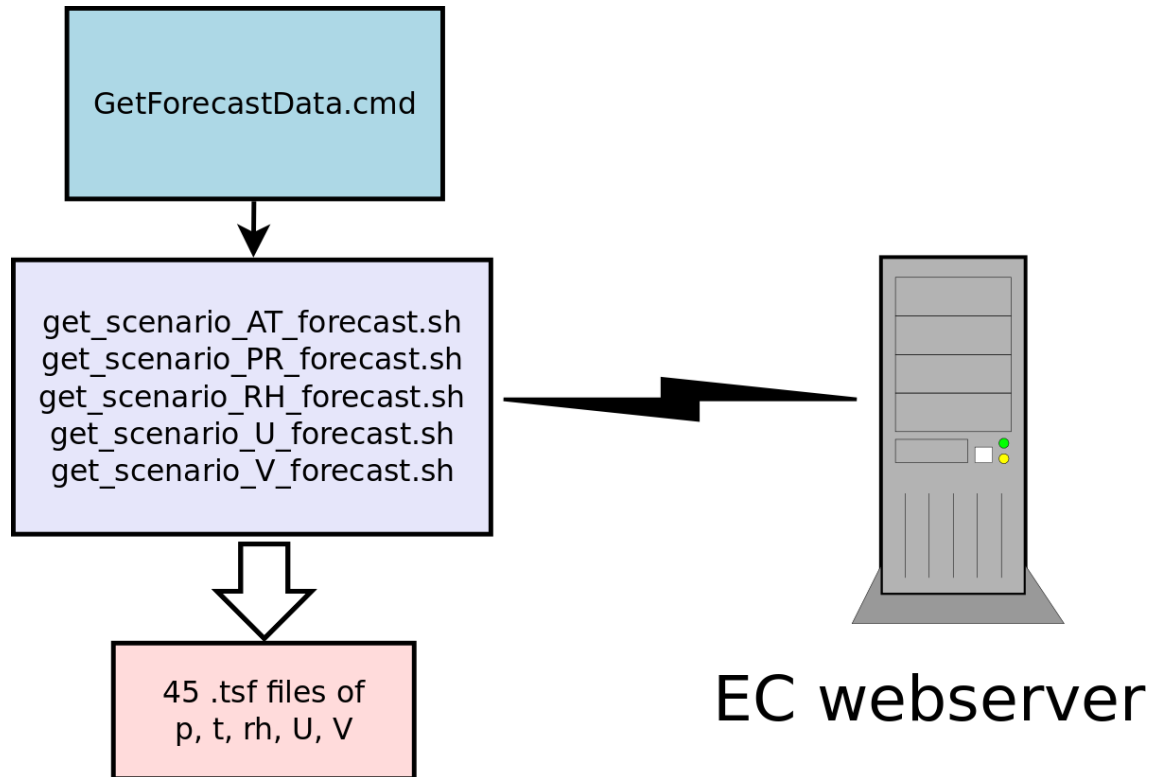 GetForecastData.cmd
get_scenario_AT_forecast.sh
get_scenario_PR_forecast.sh
get_scenario_RH_forecast.sh
get_scenario_U_forecast.sh
get_scenario_V_forecast.sh
45 .tsf files of
p, t, rh, U, V
EC webserver